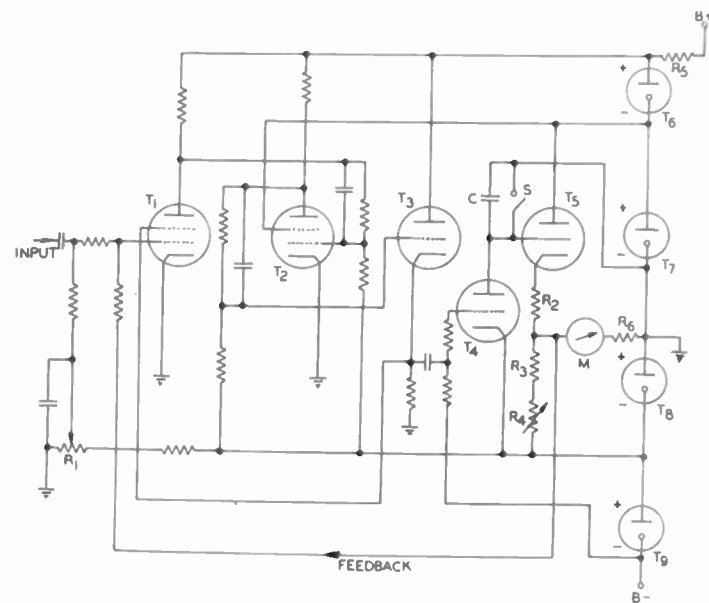 B+
R5
+
-
T6
T1
T2
T3
C
S
T5
+
-
T7
INPUT
R2
T4
R3
R4
M
R6
+
-
T8
R1
+
-
T9
FEEDBACK
B-